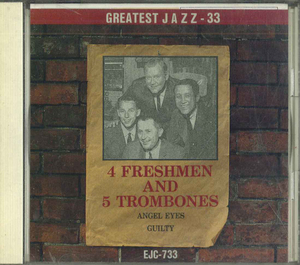 GREATEST JAZZ - 33
4 FRESHMEN
AND
5 TROMBONES
ANGEL EYES
GUILTY
EJC-733